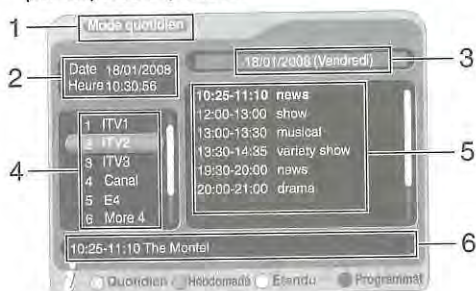 1 Mode quotidien
18/01/2008 (Vendredi) 3
2 Date 18/01/2008
Heure 10:30:56
10:25-11:10 news
12:00-13:00 show
13:00-13:30 musical
13:30-14:35 variety show
19:30-20:00 news
20:00-21:00 drama
5
4
1 ITV1
2 ITV2
3 ITV3
4 Canal
5 E4
6 More 4
10:25-11:10 The Montel 6
Quotidien Hebdomada Etendu Programmat